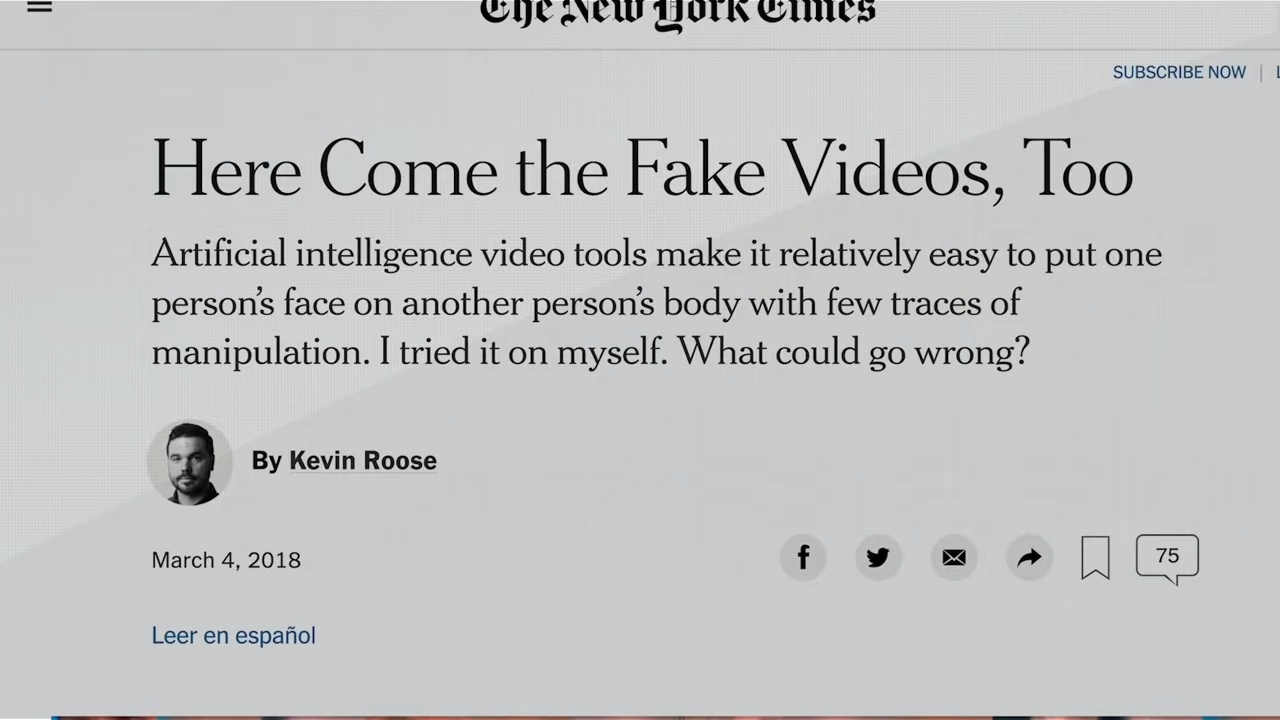 The New York Times
SUBSCRIBE NOW
Here Come the Fake Videos, Too
Artificial intelligence video tools make it relatively easy to put one
person's face on another person's body with few traces of
manipulation. I tried it on myself. What could go wrong?
By Kevin Roose
March 4, 2018
75
Leer en español